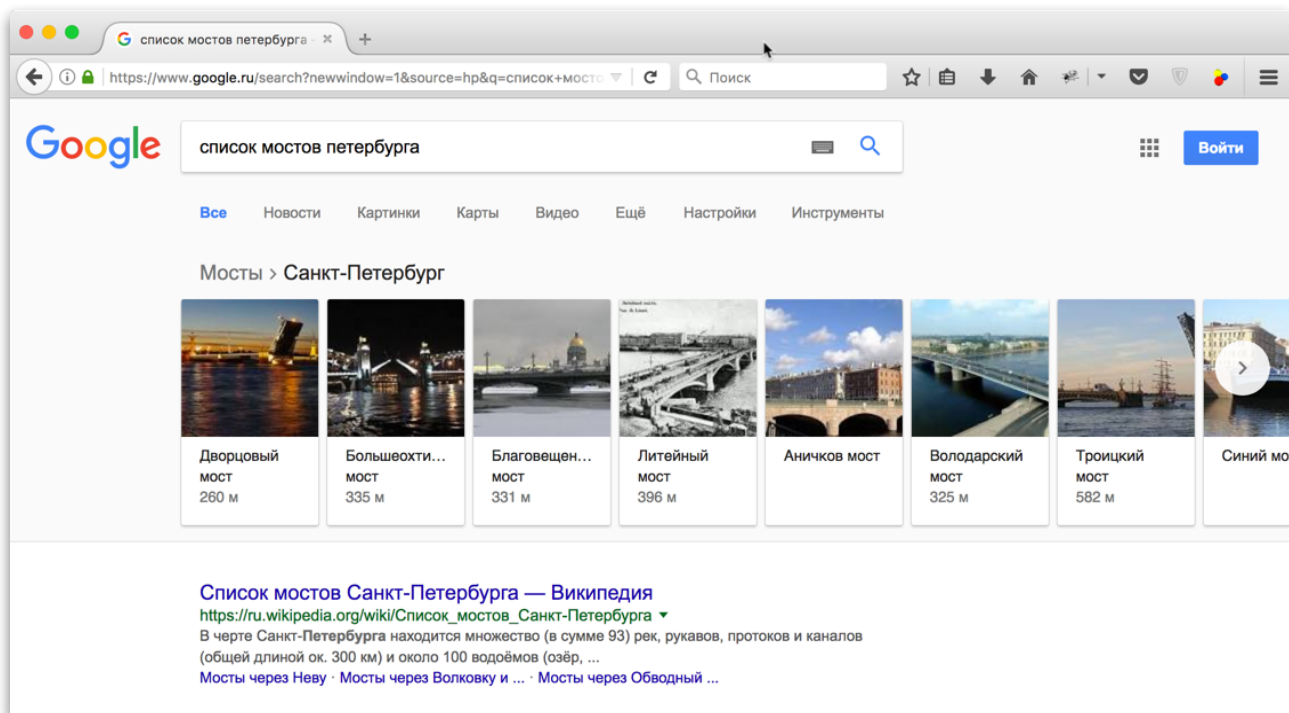 список мостов петербурга -
https://www.google.ru/search?newwindow=1&source=hp&q=список+мосто
Поиск
Google
список мостов петербурга
Войти
Все Новости Картинки Карты Видео Ещё Настройки Инструменты
Мосты > Санкт-Петербург
Дворцовый мост
260 м
Большеохти... мост
335 м
Благовещен... мост
331 м
Литейный мост
396 м
Аничков мост
Володарский мост
325 м
Троицкий мост
582 м
Синий мо
Список мостов Санкт-Петербурга — Википедия
https://ru.wikipedia.org/wiki/Список_мостов_Санкт-Петербурга
В черте Санкт-Петербурга находится множество (в сумме 93) рек, рукавов, протоков и каналов
(общей длиной ок. 300 км) и около 100 водоёмов (озёр, ...
Мосты через Неву · Мосты через Волковку и ... · Мосты через Обводный ...